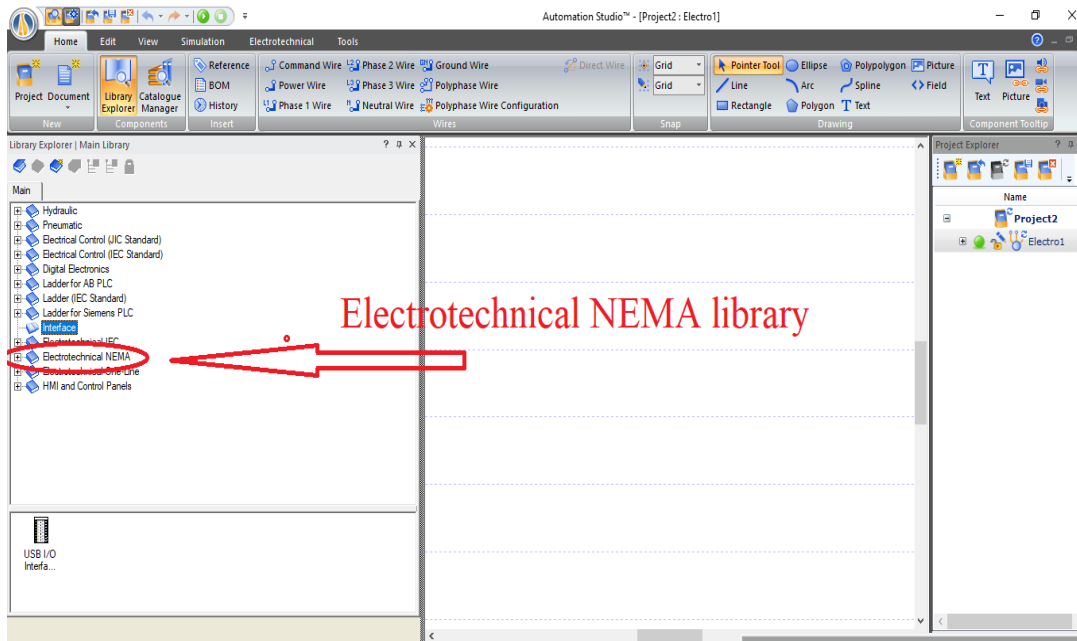 Automation Studio™ - [Project2 : Electro1]
Home Edit View Simulation Electrotechnical Tools
Reference Command Wire Phase 2 Wire Ground Wire Direct Wire Grid Pointer Tool Ellipse Polypolygon Picture
Project Document Library Explorer Catalogue Manager BOM Power Wire Phase 3 Wire Polyphase Wire Grid Line Arc Spline Field Text Picture
History Phase 1 Wire Neutral Wire Polyphase Wire Configuration Rectangle Polygon Text
New Components Insert Wires Snap Drawing Component Tooltip
Library Explorer | Main Library
Project Explorer
Main
Name
Hydraulic
Pneumatic
Project2
Electrical Control (JIC Standard)
Electro1
Electrical Control (IEC Standard)
Digital Electronics
Ladder for AB PLC
Ladder (IEC Standard)
Ladder for Siemens PLC
Interface
Electrotechnical NEMA library
Electrotechnical IEC
Electrotechnical NEMA
Electrotechnical One-Line
HMI and Control Panels
USB I/O
Interfa...